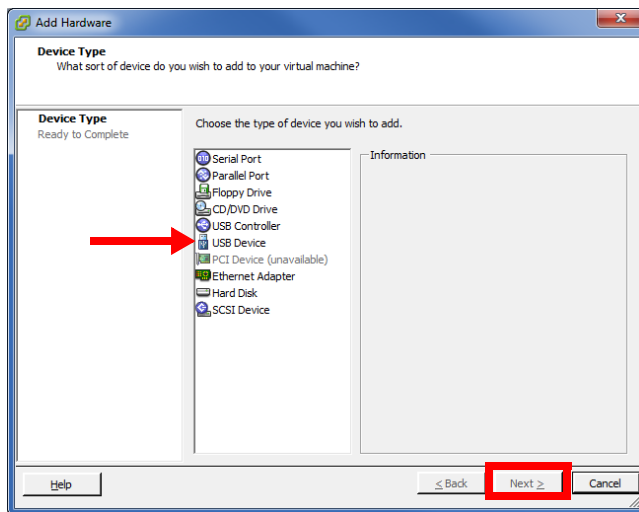 Add Hardware
Device Type
What sort of device do you wish to add to your virtual machine?
Device Type
Ready to Complete
Choose the type of device you wish to add.
Serial Port
Parallel Port
Floppy Drive
CD/DVD Drive
USB Controller
USB Device
PCI Device (unavailable)
Ethernet Adapter
Hard Disk
SCSI Device
Information
Help
< Back
Next >
Cancel